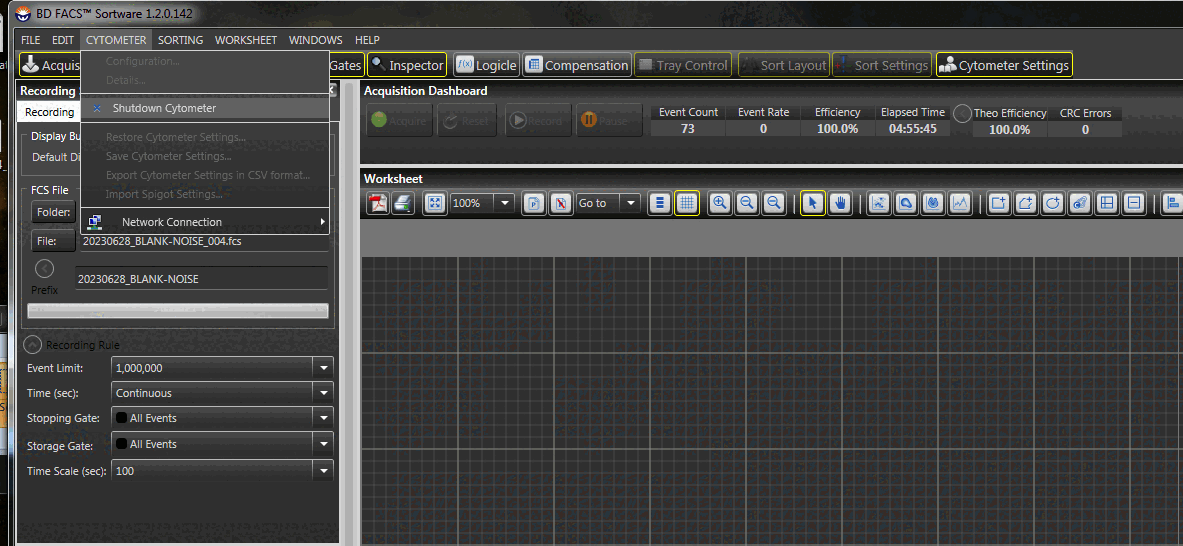 BD FACS™ Sortware 1.2.0.142
FILE EDIT CYTOMETER SORTING WORKSHEET WINDOWS HELP
Acquis Gates Inspector f(x) Logicle Compensation Tray Control Sort Layout Sort Settings Cytometer Settings
Configuration...
Details...
Shutdown Cytometer
Restore Cytometer Settings...
Save Cytometer Settings...
Export Cytometer Settings in CSV format...
Import Spigot Settings...
Network Connection
Recording
Recording
Display Bu
Default Di
FCS File
Folder:
File: 20230628_BLANK-NOISE_004.fcs
20230628_BLANK-NOISE
Prefix
Recording Rule
Event Limit: 1,000,000
Time (sec): Continuous
Stopping Gate: All Events
Storage Gate: All Events
Time Scale (sec): 100
Acquisition Dashboard
Acquire Reset Record Pause
Event Count Event Rate Efficiency Elapsed Time Theo Efficiency CRC Errors
73 0 100.0% 04:55:45 100.0% 0
Worksheet
100% Go to